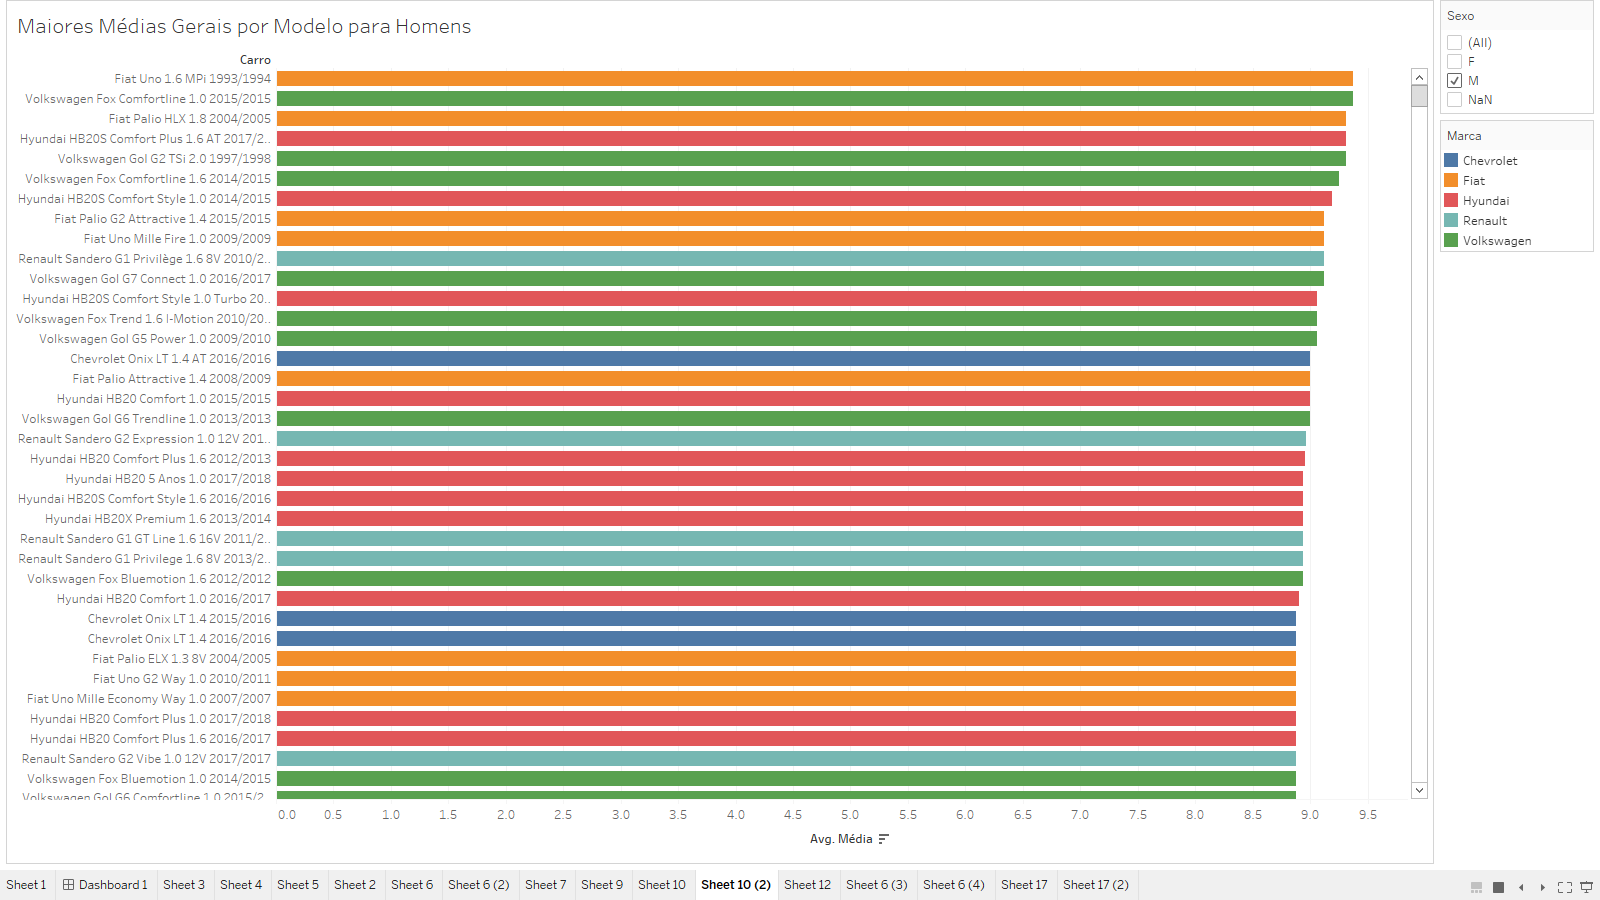 Maiores Médias Gerais por Modelo para Homens
Carro
Fiat Uno 1.6 MPi 1993/1994
Volkswagen Fox Comfortline 1.0 2015/2015
Fiat Palio HLX 1.8 2004/2005
Hyundai HB20S Comfort Plus 1.6 AT 2017/2..
Volkswagen Gol G2 TSi 2.0 1997/1998
Volkswagen Fox Comfortline 1.6 2014/2015
Hyundai HB20S Comfort Style 1.0 2014/2015
Fiat Palio G2 Attractive 1.4 2015/2015
Fiat Uno Mille Fire 1.0 2009/2009
Renault Sandero G1 Privilège 1.6 8V 2010/2..
Volkswagen Gol G7 Connect 1.0 2016/2017
Hyundai HB20S Comfort Style 1.0 Turbo 20..
Volkswagen Fox Trend 1.6 I-Motion 2010/20..
Volkswagen Gol G5 Power 1.0 2009/2010
Chevrolet Onix LT 1.4 AT 2016/2016
Fiat Palio Attractive 1.4 2008/2009
Hyundai HB20 Comfort 1.0 2015/2015
Volkswagen Gol G6 Trendline 1.0 2013/2013
Renault Sandero G2 Expression 1.0 12V 201..
Hyundai HB20 Comfort Plus 1.6 2012/2013
Hyundai HB20 5 Anos 1.0 2017/2018
Hyundai HB20S Comfort Style 1.6 2016/2016
Hyundai HB20X Premium 1.6 2013/2014
Renault Sandero G1 GT Line 1.6 16V 2011/2..
Renault Sandero G1 Privilege 1.6 8V 2013/2..
Volkswagen Fox Bluemotion 1.6 2012/2012
Hyundai HB20 Comfort 1.0 2016/2017
Chevrolet Onix LT 1.4 2015/2016
Chevrolet Onix LT 1.4 2016/2016
Fiat Palio ELX 1.3 8V 2004/2005
Fiat Uno G2 Way 1.0 2010/2011
Fiat Uno Mille Economy Way 1.0 2007/2007
Hyundai HB20 Comfort Plus 1.0 2017/2018
Hyundai HB20 Comfort Plus 1.6 2016/2017
Renault Sandero G2 Vibe 1.0 12V 2017/2017
Volkswagen Fox Bluemotion 1.0 2014/2015
Volkswagen Gol G6 Comfortline 1.0 2015/2..
0.0 0.5 1.0 1.5 2.0 2.5 3.0 3.5 4.0 4.5 5.0 5.5 6.0 6.5 7.0 7.5 8.0 8.5 9.0 9.5
Avg. Média
Sexo
(All)
F
M
NaN
Marca
Chevrolet
Fiat
Hyundai
Renault
Volkswagen
Sheet 1 Dashboard 1 Sheet 3 Sheet 4 Sheet 5 Sheet 2 Sheet 6 Sheet 6 (2) Sheet 7 Sheet 9 Sheet 10 Sheet 10 (2) Sheet 12 Sheet 6 (3) Sheet 6 (4) Sheet 17 Sheet 17 (2)